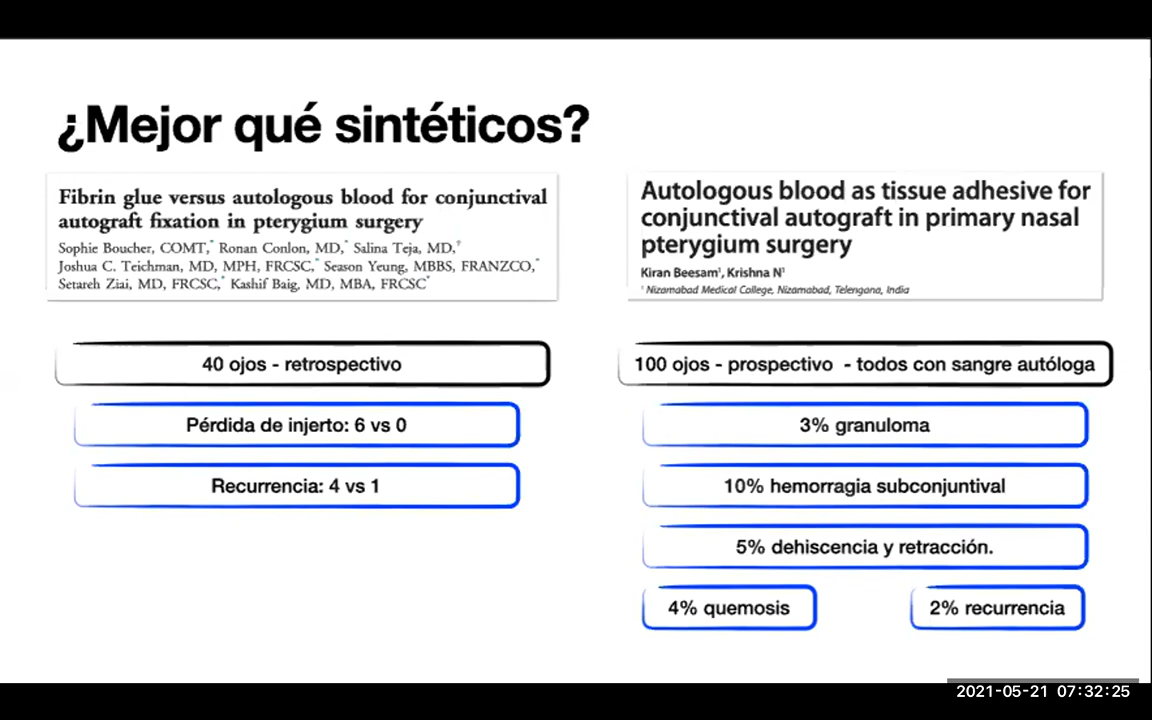 ¿Mejor qué sintéticos?
Fibrin glue versus autologous blood for conjunctival
autograft fixation in pterygium surgery
Sophie Boucher, COMT,* Ronan Conlon, MD,* Salina Teja, MD,†
Joshua C. Teichman, MD, MPH, FRCSC,* Season Yeung, MBBS, FRANZCO,*
Setareh Ziai, MD, FRCSC,* Kashif Baig, MD, MBA, FRCSC*
40 ojos - retrospectivo
Pérdida de injerto: 6 vs 0
Recurrencia: 4 vs 1
Autologous blood as tissue adhesive for
conjunctival autograft in primary nasal
pterygium surgery
Kiran Beesam¹, Krishna N¹
¹ Nizamabad Medical College, Nizamabad, Telengana, India
100 ojos - prospectivo - todos con sangre autóloga
3% granuloma
10% hemorragia subconjuntival
5% dehiscencia y retracción.
4% quemosis
2% recurrencia
2021-05-21 07:32:25